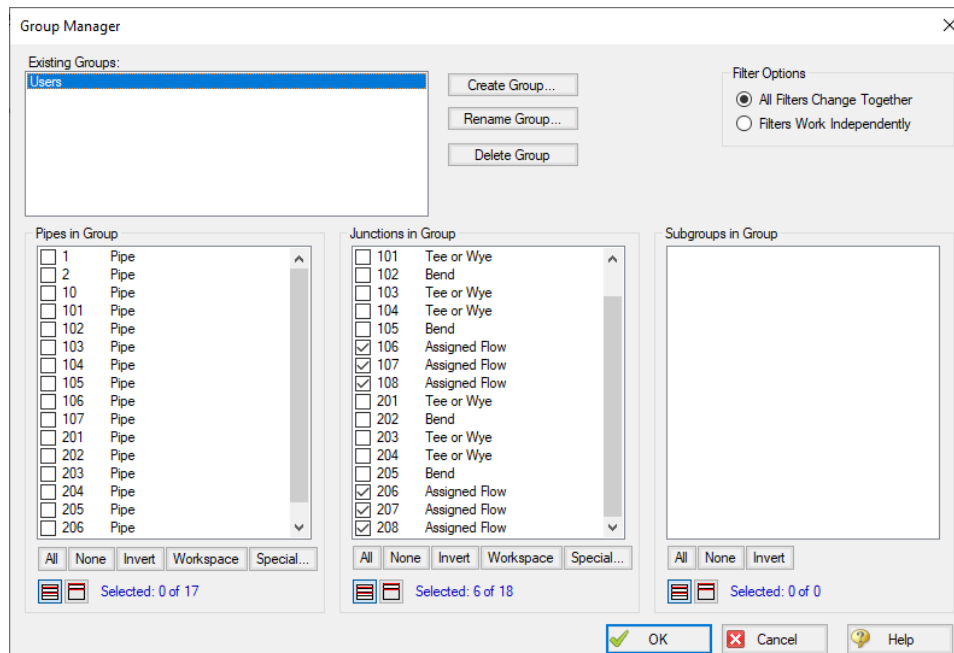 Group Manager
Existing Groups:
Users
Create Group...
Rename Group...
Delete Group
Filter Options
All Filters Change Together
Filters Work Independently
Pipes in Group
1 Pipe
2 Pipe
10 Pipe
101 Pipe
102 Pipe
103 Pipe
104 Pipe
105 Pipe
106 Pipe
107 Pipe
201 Pipe
202 Pipe
203 Pipe
204 Pipe
205 Pipe
206 Pipe
All None Invert Workspace Special...
Selected: 0 of 17
Junctions in Group
101 Tee or Wye
102 Bend
103 Tee or Wye
104 Tee or Wye
105 Bend
106 Assigned Flow
107 Assigned Flow
108 Assigned Flow
201 Tee or Wye
202 Bend
203 Tee or Wye
204 Tee or Wye
205 Bend
206 Assigned Flow
207 Assigned Flow
208 Assigned Flow
All None Invert Workspace Special...
Selected: 6 of 18
Subgroups in Group
All None Invert
Selected: 0 of 0
OK Cancel Help